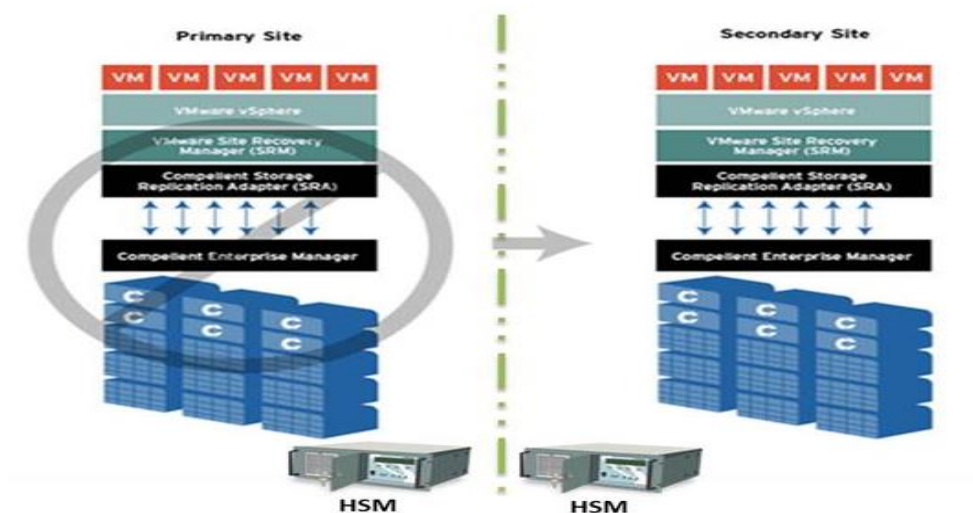 Primary Site
VM VM VM VM VM
VMware vSphere
VMware Site Recovery
Manager (SRM)
Compellent Storage
Replication Adapter (SRA)
Compellent Enterprise Manager
C C C
C C C
HSM
Secondary Site
VM VM VM VM VM
VMware vSphere
VMware Site Recovery
Manager (SRM)
Compellent Storage
Replication Adapter (SRA)
Compellent Enterprise Manager
C C C
C C C
HSM